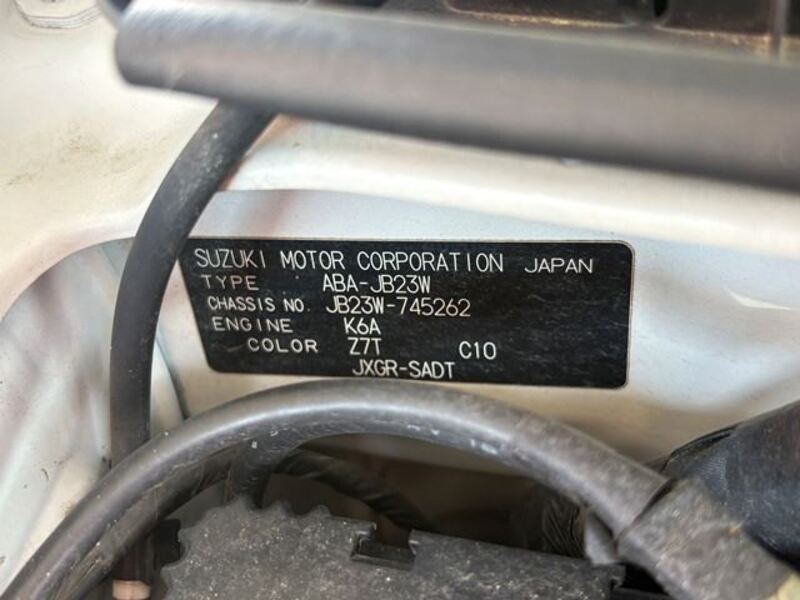 SUZUKI MOTOR CORPORATION JAPAN
TYPE ABA-JB23W
CHASSIS NO. JB23W-745262
ENGINE K6A
COLOR Z7T C10
JXGR-SADT